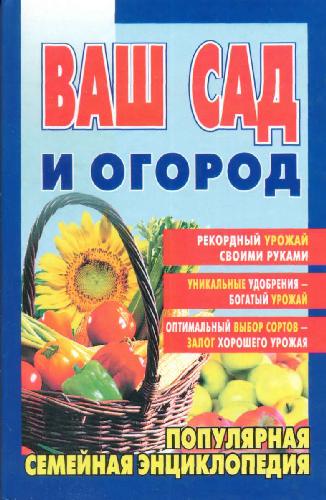 ВАШ САД
И ОГОРОД
РЕКОРДНЫЙ УРОЖАЙ
СВОИМИ РУКАМИ
УНИКАЛЬНЫЕ УДОБРЕНИЯ –
БОГАТЫЙ УРОЖАЙ
ОПТИМАЛЬНЫЙ ВЫБОР СОРТОВ –
ЗАЛОГ ХОРОШЕГО УРОЖАЯ
ПОПУЛЯРНАЯ
СЕМЕЙНАЯ ЭНЦИКЛОПЕДИЯ